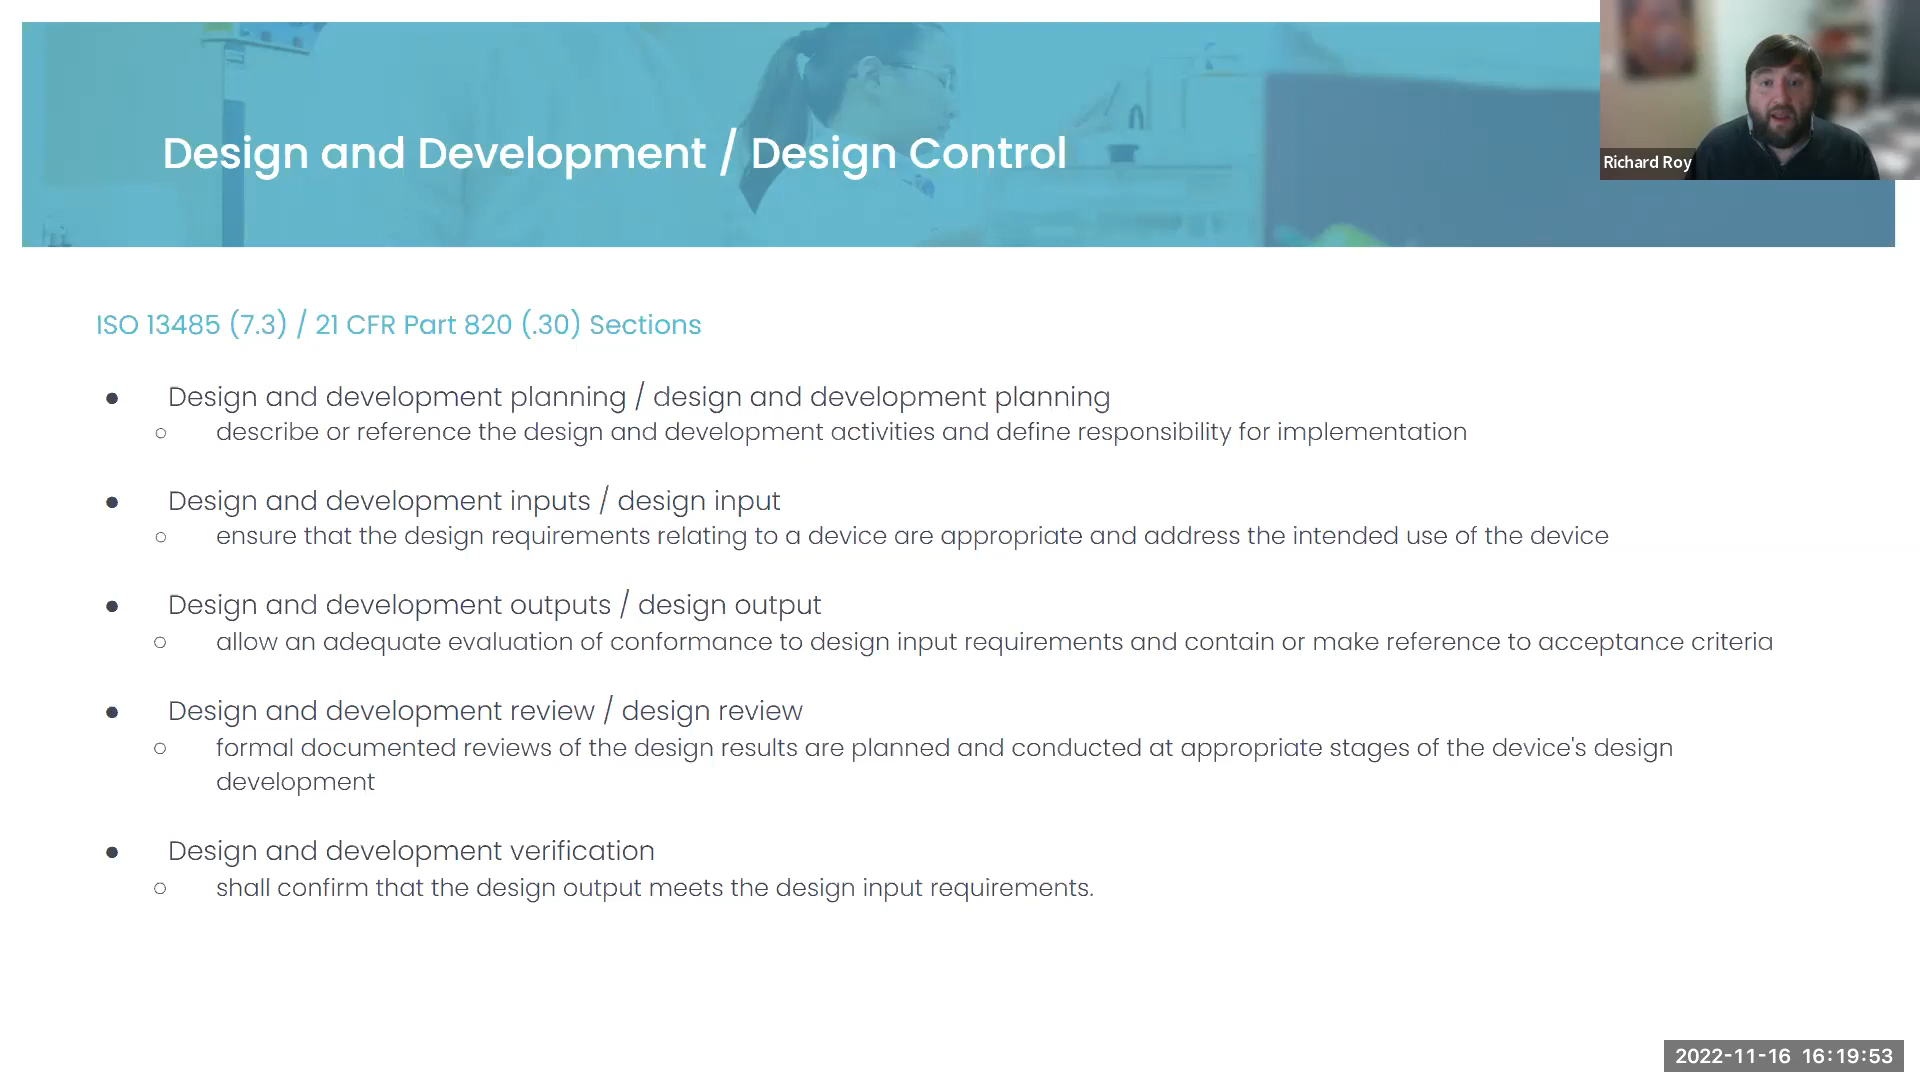 Design and Development / Design Control
Richard Roy
ISO 13485 (7.3) / 21 CFR Part 820 (.30) Sections
● Design and development planning / design and development planning
○ describe or reference the design and development activities and define responsibility for implementation
● Design and development inputs / design input
○ ensure that the design requirements relating to a device are appropriate and address the intended use of the device
● Design and development outputs / design output
○ allow an adequate evaluation of conformance to design input requirements and contain or make reference to acceptance criteria
● Design and development review / design review
○ formal documented reviews of the design results are planned and conducted at appropriate stages of the device's design
development
● Design and development verification
○ shall confirm that the design output meets the design input requirements.
2022-11-16 16:19:53